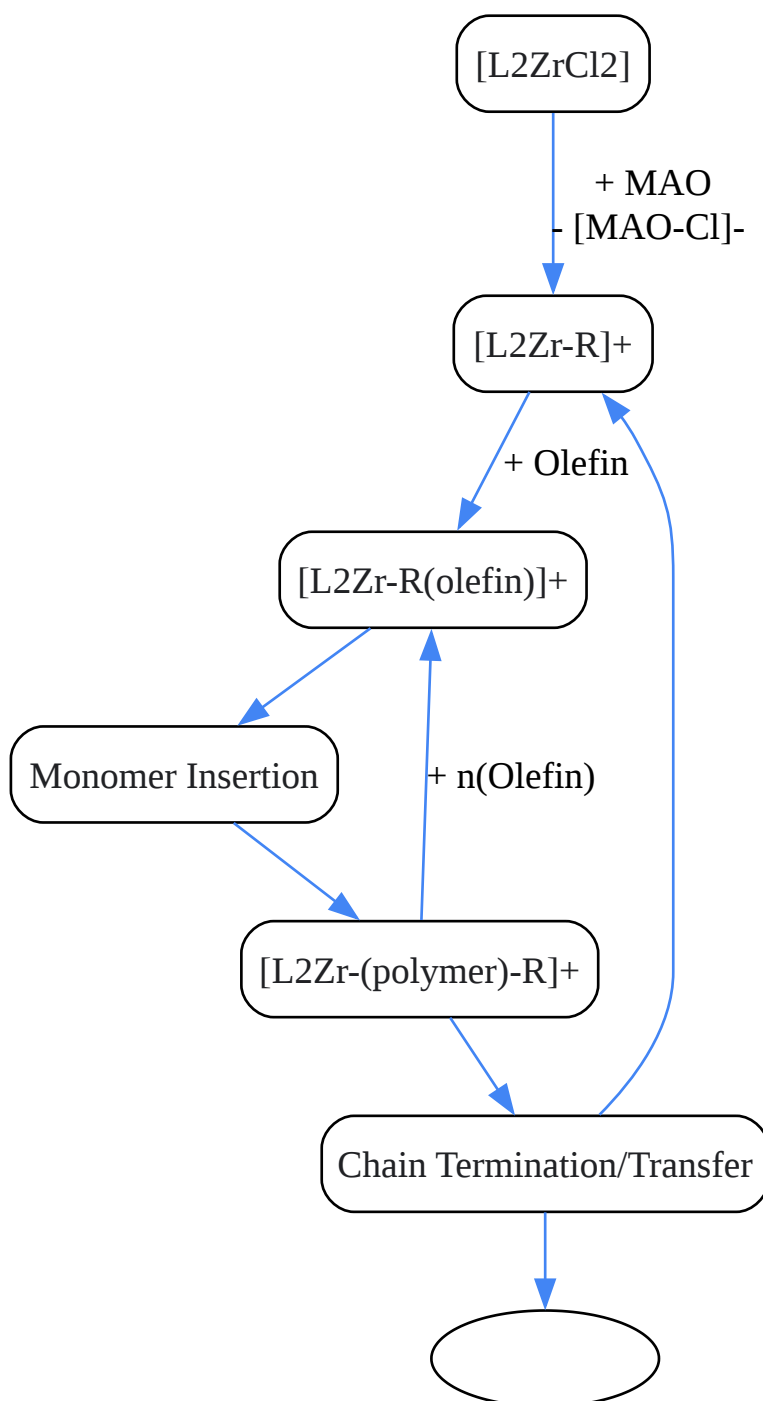 [L2ZrCl2]
+ MAO
- [MAO-Cl]-
[L2Zr-R]+
+ Olefin
[L2Zr-R(olefin)]+
Monomer Insertion
+ n(Olefin)
[L2Zr-(polymer)-R]+
Chain Termination/Transfer